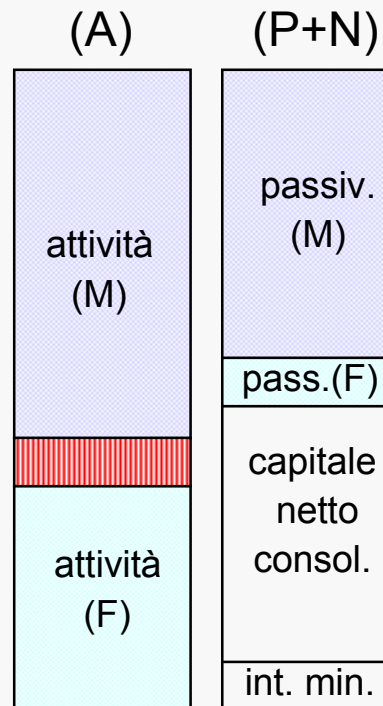 (A)
(P+N)
attività
(M)
attività
(F)
passiv.
(M)
pass.(F)
capitale
netto
consol.
int. min.